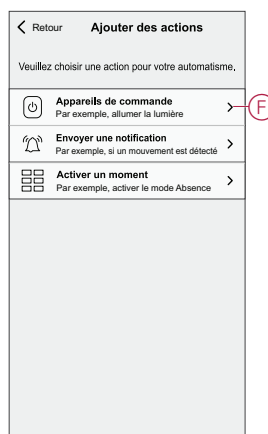 Retour Ajouter des actions
Veuillez choisir une action pour votre automatisme.
Appareils de commande
Par exemple, allumer la lumière
F
Envoyer une notification
Par exemple, si un mouvement est détecté
Activer un moment
Par exemple, activer le mode Absence